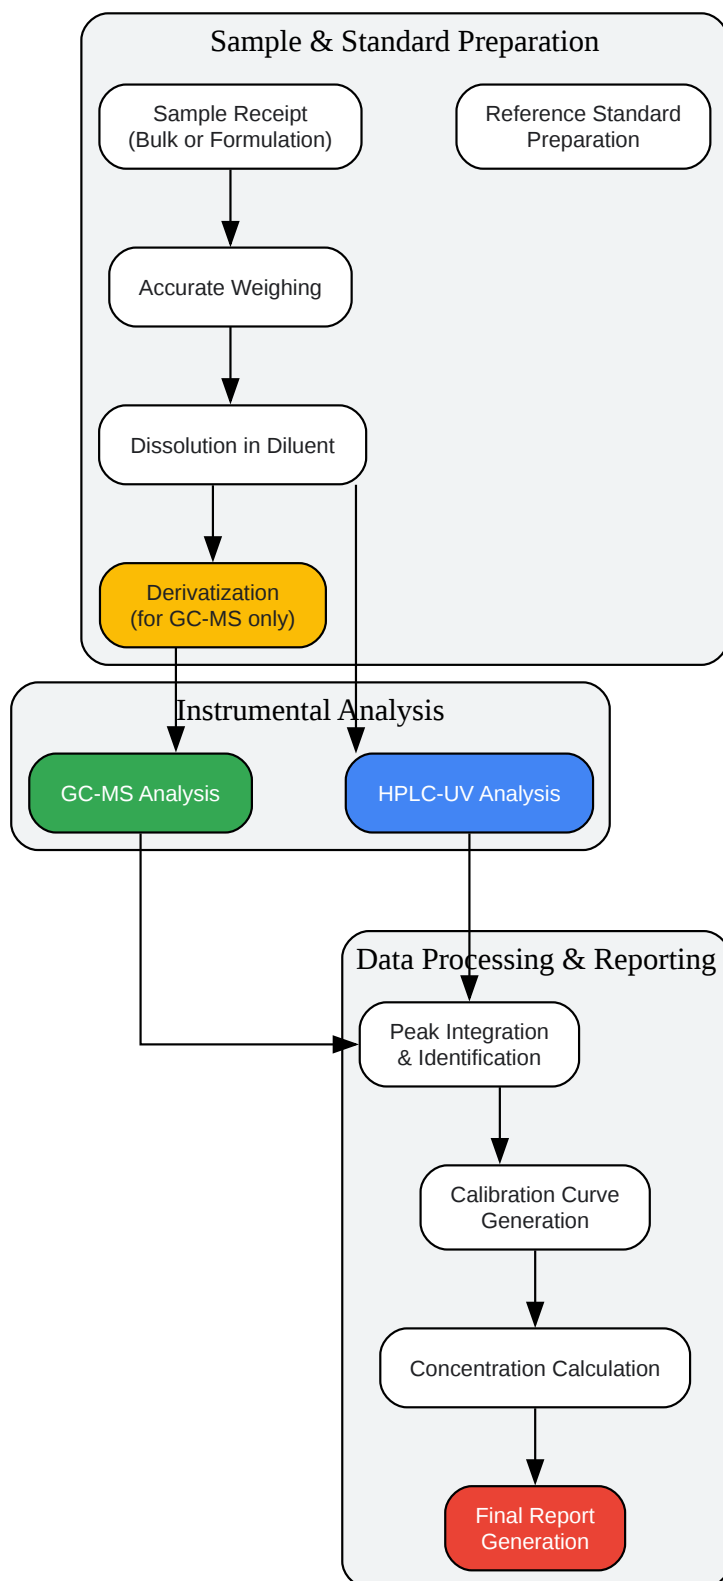 Sample & Standard Preparation
Sample Receipt
(Bulk or Formulation)
Reference Standard
Preparation
Accurate Weighing
Dissolution in Diluent
Derivatization
(for GC-MS only)
Instrumental Analysis
GC-MS Analysis
HPLC-UV Analysis
Data Processing & Reporting
Peak Integration
& Identification
Calibration Curve
Generation
Concentration Calculation
Final Report
Generation